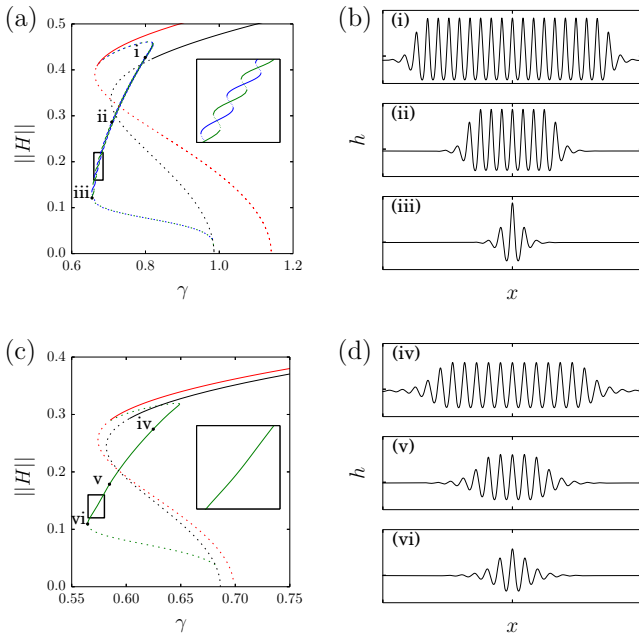 (a)
0.5
0.4
0.3
0.2
0.1
0.0
||H||
i
ii
iii
0.6 0.8 1.0 1.2
γ
(b)
(i)
(ii)
(iii)
h
x
(c)
0.4
0.3
0.2
0.1
0.0
||H||
iv
v
vi
0.55 0.60 0.65 0.70 0.75
γ
(d)
(iv)
(v)
(vi)
h
x